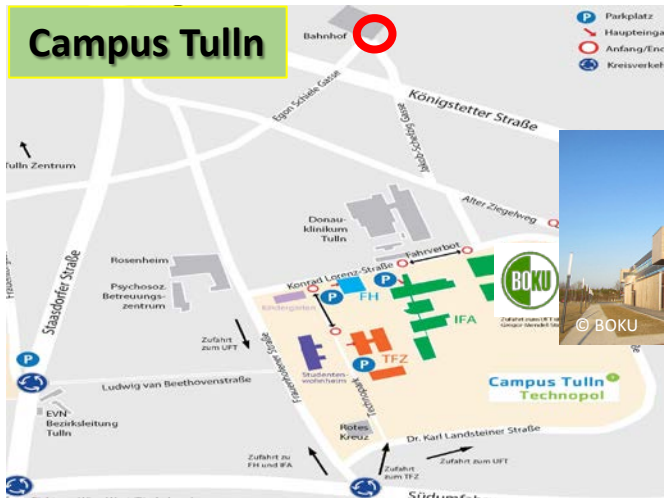 Campus Tulln
Bahnhof
P Parkplatz
Haupteinga
Anfang/End
Kreisverkeh
Egon Schiele Gasse
Königstetter Straße
Tulln Zentrum
Alter Ziegelweg
Donau-
klinikum
Tulln
Rosenheim
Fahrverbot
Konrad Lorenz-Straße
P
Psychosoz.
Betreuungs-
zentrum
P
FH
Kindergarten
IFA
BOKU
© BOKU
Staasdorfer Straße
Zufahrt
zum UFT
Frauenhofener Straße
TFZ
Studenten-
wohnheim
P
Technopark
P
Campus Tulln
Technopol
Ludwig van Beethovenstraße
EVN
Bezirksleitung
Tulln
Rotes
Kreuz
Dr. Karl Landsteiner Straße
Zufahrt zu
FH und IFA
Zufahrt
zum TFZ
Zufahrt zum UFT